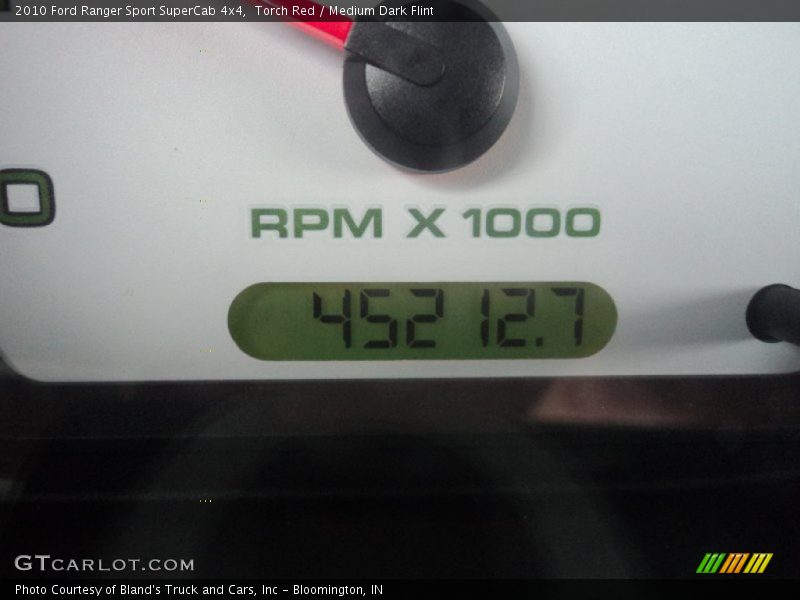 2010 Ford Ranger Sport SuperCab 4x4,  Torch Red / Medium Dark Flint
0
RPM X 1000
45212.7
GTCARLOT.COM
Photo Courtesy of Bland's Truck and Cars, Inc - Bloomington, IN